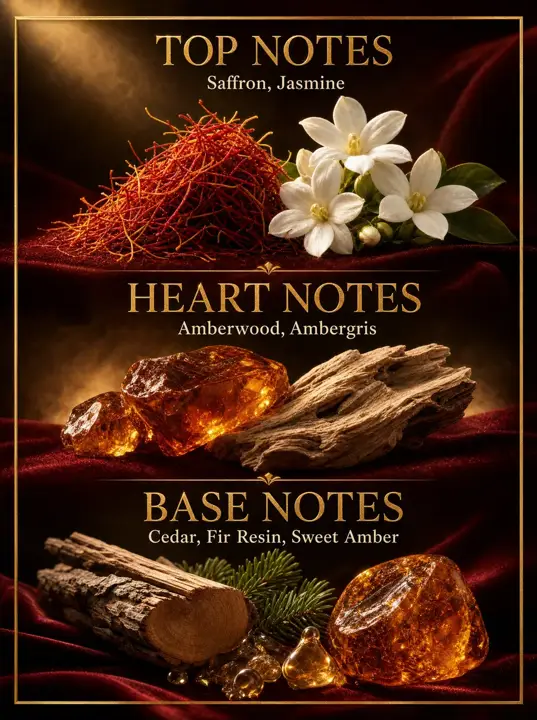 TOP NOTES
Saffron, Jasmine
HEART NOTES
Amberwood, Ambergris
BASE NOTES
Cedar, Fir Resin, Sweet Amber